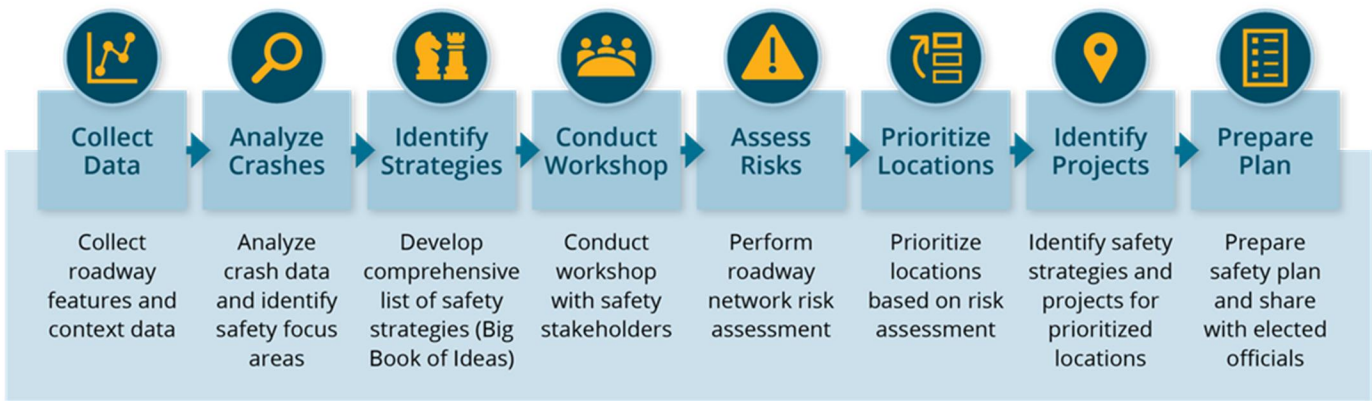 Collect
Data
Analyze
Crashes
Identify
Strategies
Conduct
Workshop
Assess
Risks
Prioritize
Locations
Identify
Projects
Prepare
Plan
Collect
roadway
features and
context data
Analyze
crash data
and identify
safety focus
areas
Develop
comprehensive
list of safety
strategies (Big
Book of Ideas)
Conduct
workshop
with safety
stakeholders
Perform
roadway
network risk
assessment
Prioritize
locations
based on risk
assessment
Identify safety
strategies and
projects for
prioritized
locations
Prepare
safety plan
and share
with elected
officials